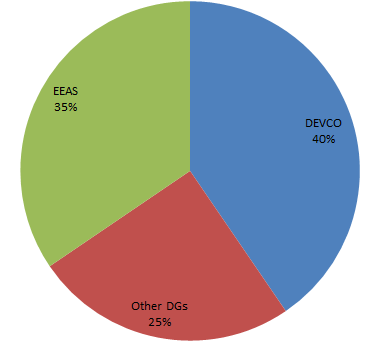 EEAS
35%
DEVCO
40%
Other DGs
25%